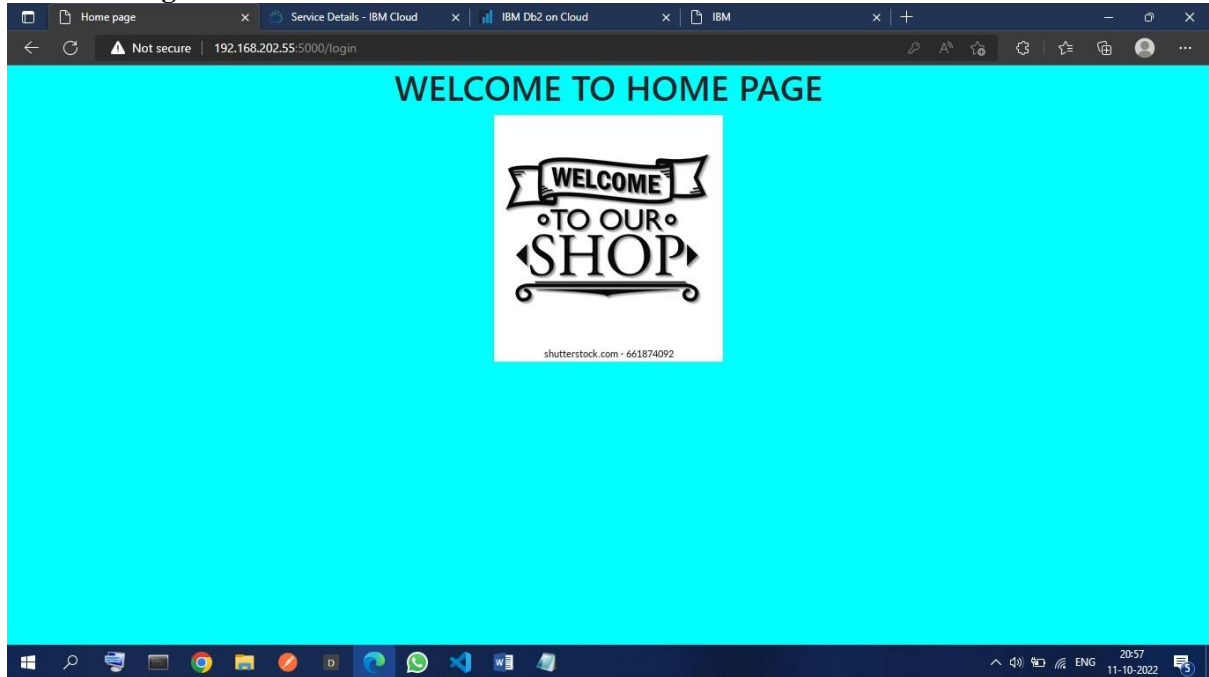 Home page
Service Details - IBM Cloud
IBM Db2 on Cloud
IBM
Not secure
192.168.202.55:5000/login
WELCOME TO HOME PAGE
WELCOME
TO OUR
SHOP
shutterstock.com · 661874092
ENG
20:57
11-10-2022
5